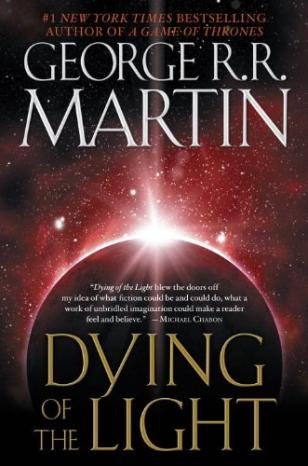 #1 NEW YORK TIMES BESTSELLING
AUTHOR OF A GAME OF THRONES
GEORGE R.R.
MARTIN
“Dying of the Light blew the doors off
my idea of what fiction could be and could do, what a
work of unbridled imagination could make a reader
feel and believe.” —MICHAEL CHABON
DYING
OF
THE LIGHT